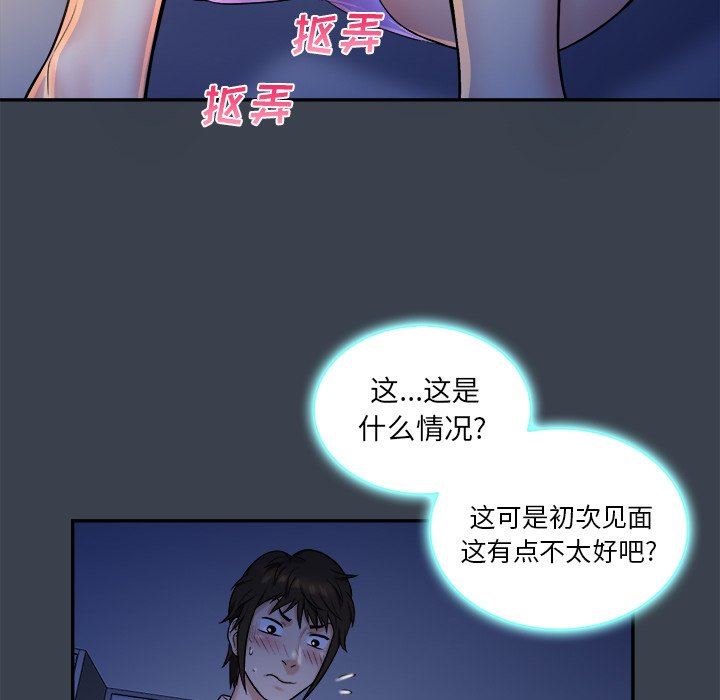 抠弄
抠弄
这...这是
什么情况?
这可是初次见面
这有点不太好吧?